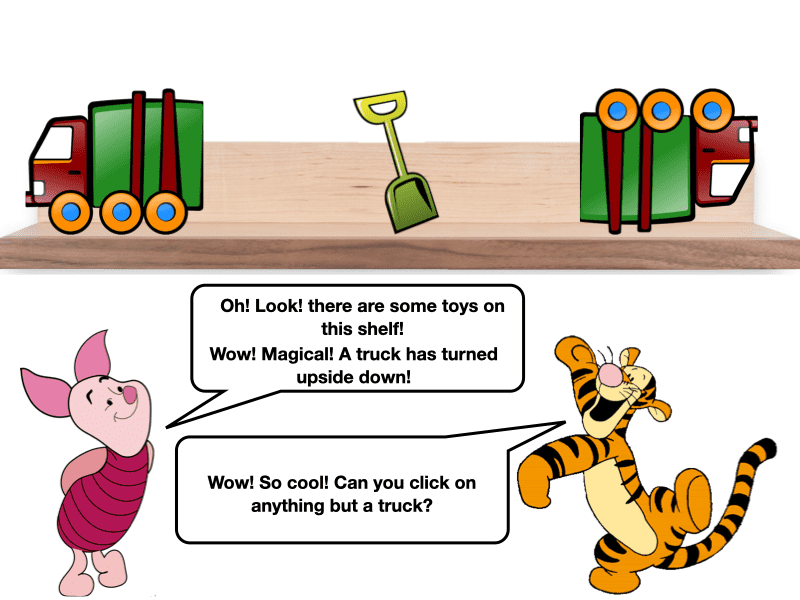 Oh! Look! there are some toys on
this shelf!
Wow! Magical! A truck has turned
upside down!
Wow! So cool! Can you click on
anything but a truck?